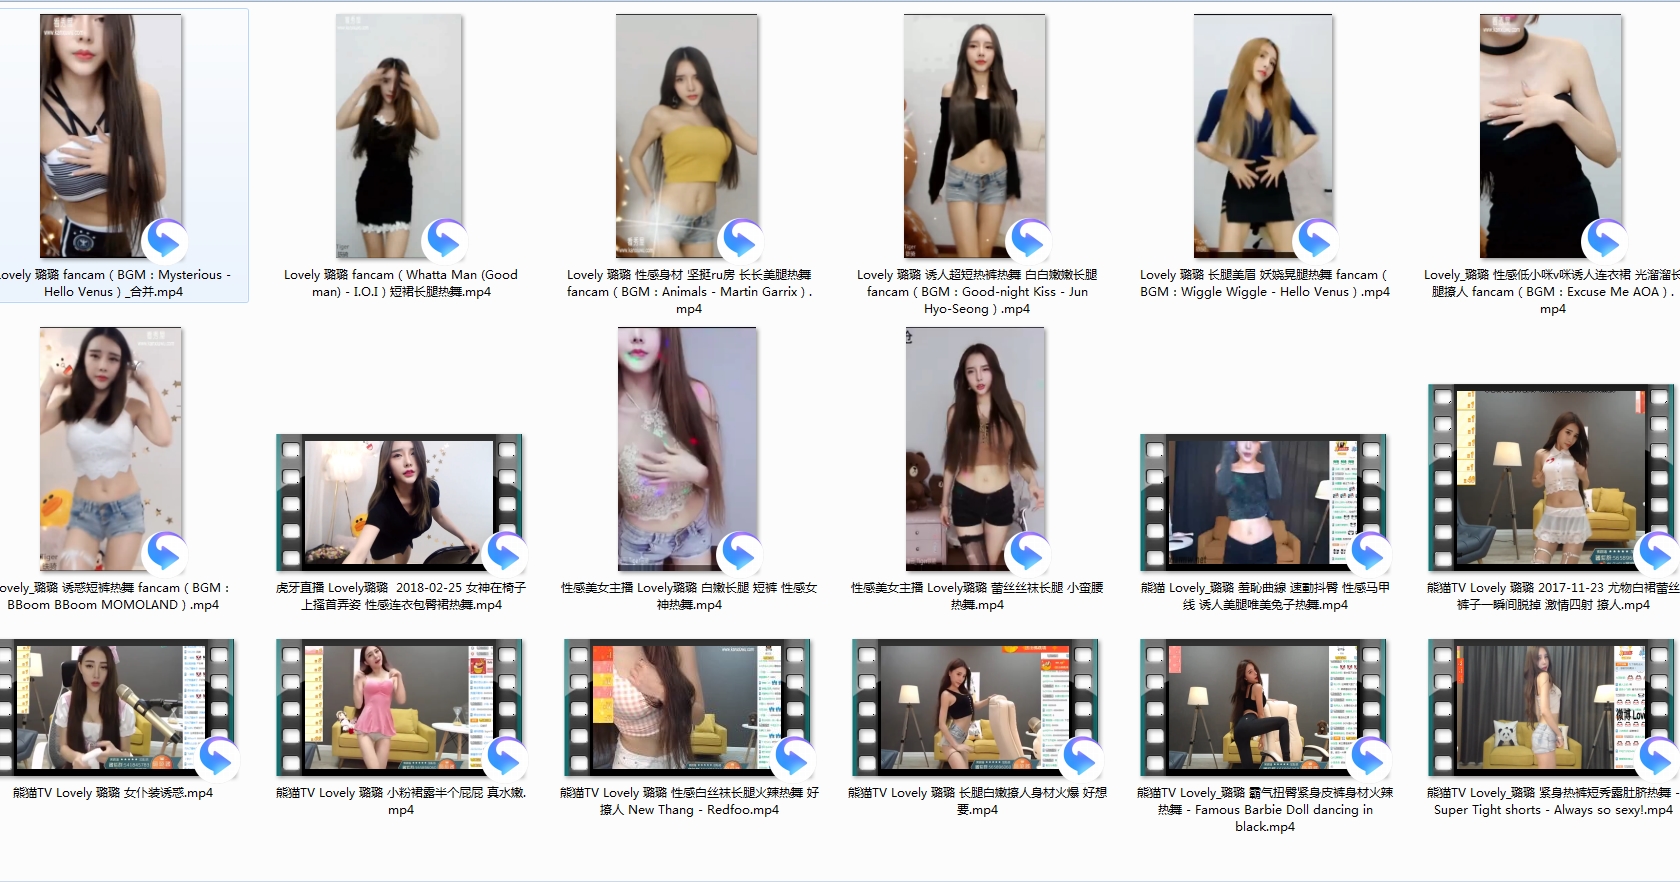 Lovely 璐璐 fancam ( BGM : Mysterious -
Hello Venus ) _合并.mp4
Lovely 璐璐 fancam ( Whatta Man (Good
man) - I.O.I ) 短裙长腿热舞.mp4
Lovely 璐璐 性感身材 坚挺ru房 长长美腿热舞
fancam ( BGM : Animals - Martin Garrix ) .
mp4
Lovely 璐璐 诱人超短热裤热舞 白白嫩嫩长腿
fancam ( BGM : Good-night Kiss - Jun
Hyo-Seong ) .mp4
Lovely 璐璐 长腿美眉 妖娆晃腿热舞 fancam (
BGM : Wiggle Wiggle - Hello Venus ) .mp4
Lovely_璐璐 性感低小咪v咪诱人连衣裙 光溜溜长
腿撩人 fancam ( BGM : Excuse Me AOA ) .
mp4
ovely_璐璐 诱惑短裤热舞 fancam ( BGM :
BBoom BBoom MOMOLAND ) .mp4
虎牙直播 Lovely璐璐 2018-02-25 女神在椅子
上搔首弄姿 性感连衣包臀裙热舞.mp4
性感美女主播 Lovely璐璐 白嫩长腿 短裤 性感女
神热舞.mp4
性感美女主播 Lovely璐璐 蕾丝丝袜长腿 小蛮腰
热舞.mp4
熊猫 Lovely_璐璐 羞恥曲線 速動抖臀 性感马甲
线 诱人美腿唯美兔子热舞.mp4
熊猫TV Lovely 璐璐 2017-11-23 尤物白裙蕾丝
裤子一瞬间脱掉 激情四射 撩人.mp4
熊猫TV Lovely 璐璐 女仆装诱惑.mp4
熊猫TV Lovely 璐璐 小粉裙露半个屁屁 真水嫩.
mp4
熊猫TV Lovely 璐璐 性感白丝袜长腿火辣热舞 好
撩人 New Thang - Redfoo.mp4
熊猫TV Lovely 璐璐 长腿白嫩撩人身材火爆 好想
要.mp4
熊猫TV Lovely_璐璐 霸气扭臀紧身皮裤身材火辣
热舞 - Famous Barbie Doll dancing in
black.mp4
熊猫TV Lovely_璐璐 紧身热裤短秀露肚脐热舞 -
Super Tight shorts - Always so sexy!.mp4